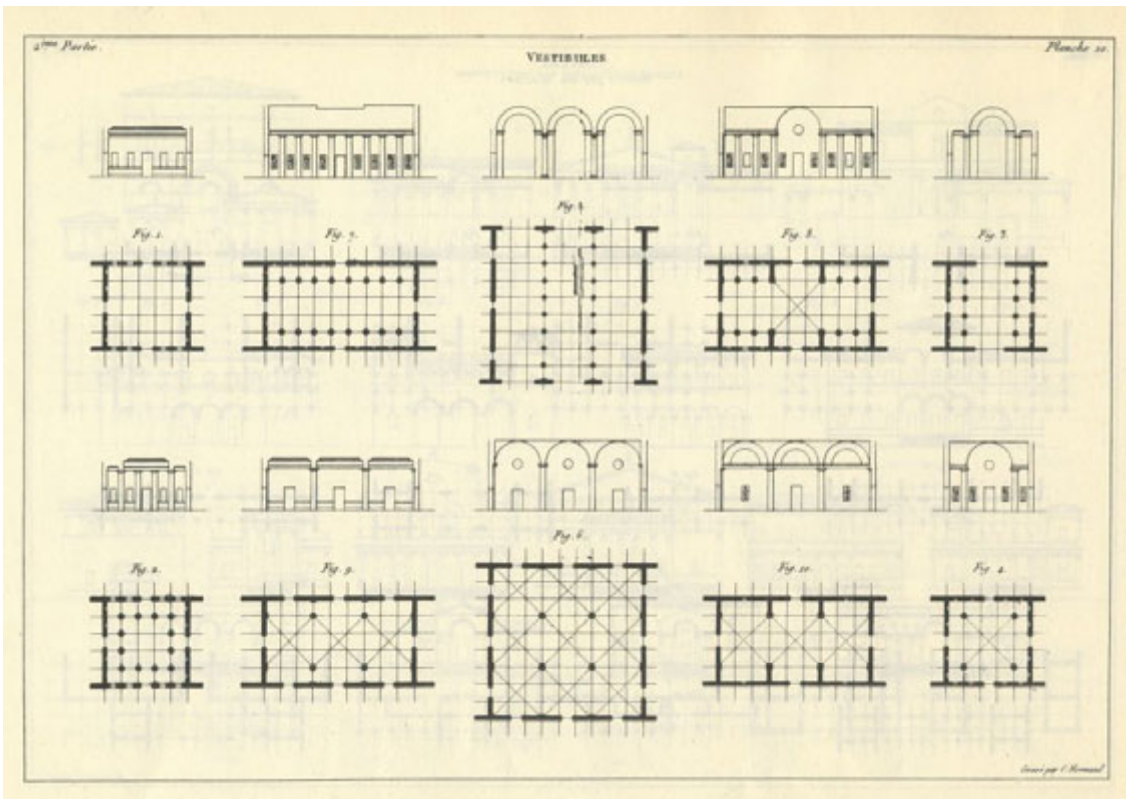 2ème Partie.
VESTIBULES
Planche 10.
Fig. 5.
Fig. 1.
Fig. 7.
Fig. 8.
Fig. 3.
Fig. 6.
Fig. 2.
Fig. 9.
Fig. 10.
Fig. 4.
Gravé par C. Normand.